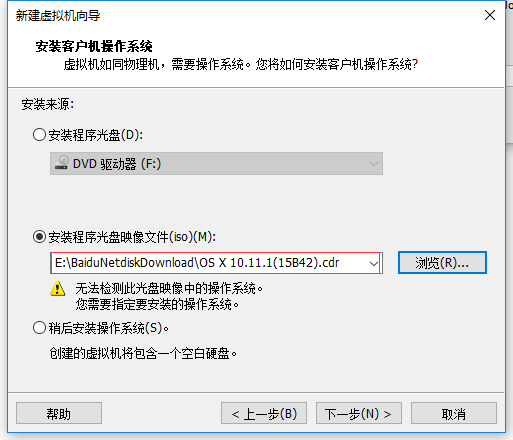 新建虚拟机向导
安装客户机操作系统
虚拟机如同物理机，需要操作系统。您将如何安装客户机操作系统?
安装来源:
安装程序光盘(D):
DVD 驱动器 (F:)
安装程序光盘映像文件(iso)(M):
E:\BaiduNetdiskDownload\OS X 10.11.1(15B42).cdr
浏览(R)...
无法检测此光盘映像中的操作系统。
您需要指定要安装的操作系统。
稍后安装操作系统(S)。
创建的虚拟机将包含一个空白硬盘。
帮助
< 上一步(B)
下一步(N) >
取消